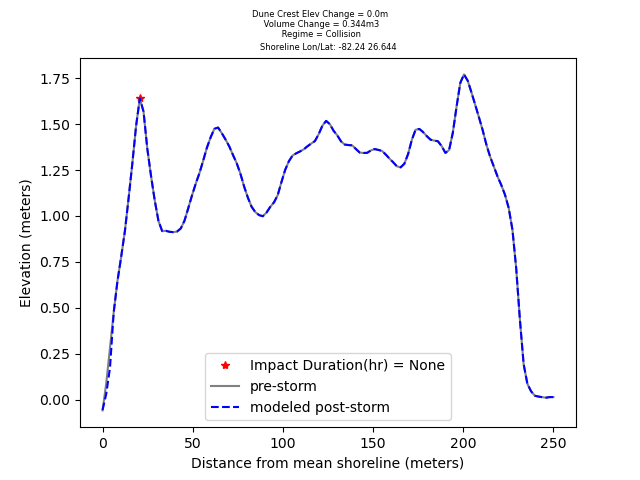 Dune Crest Elev Change = 0.0m
Volume Change = 0.344m3
Regime = Collision
Shoreline Lon/Lat: -82.24 26.644
1.75
1.50
1.25
1.00
0.75
0.50
0.25
0.00
Elevation (meters)
Impact Duration(hr) = None
pre-storm
modeled post-storm
0 50 100 150 200 250
Distance from mean shoreline (meters)